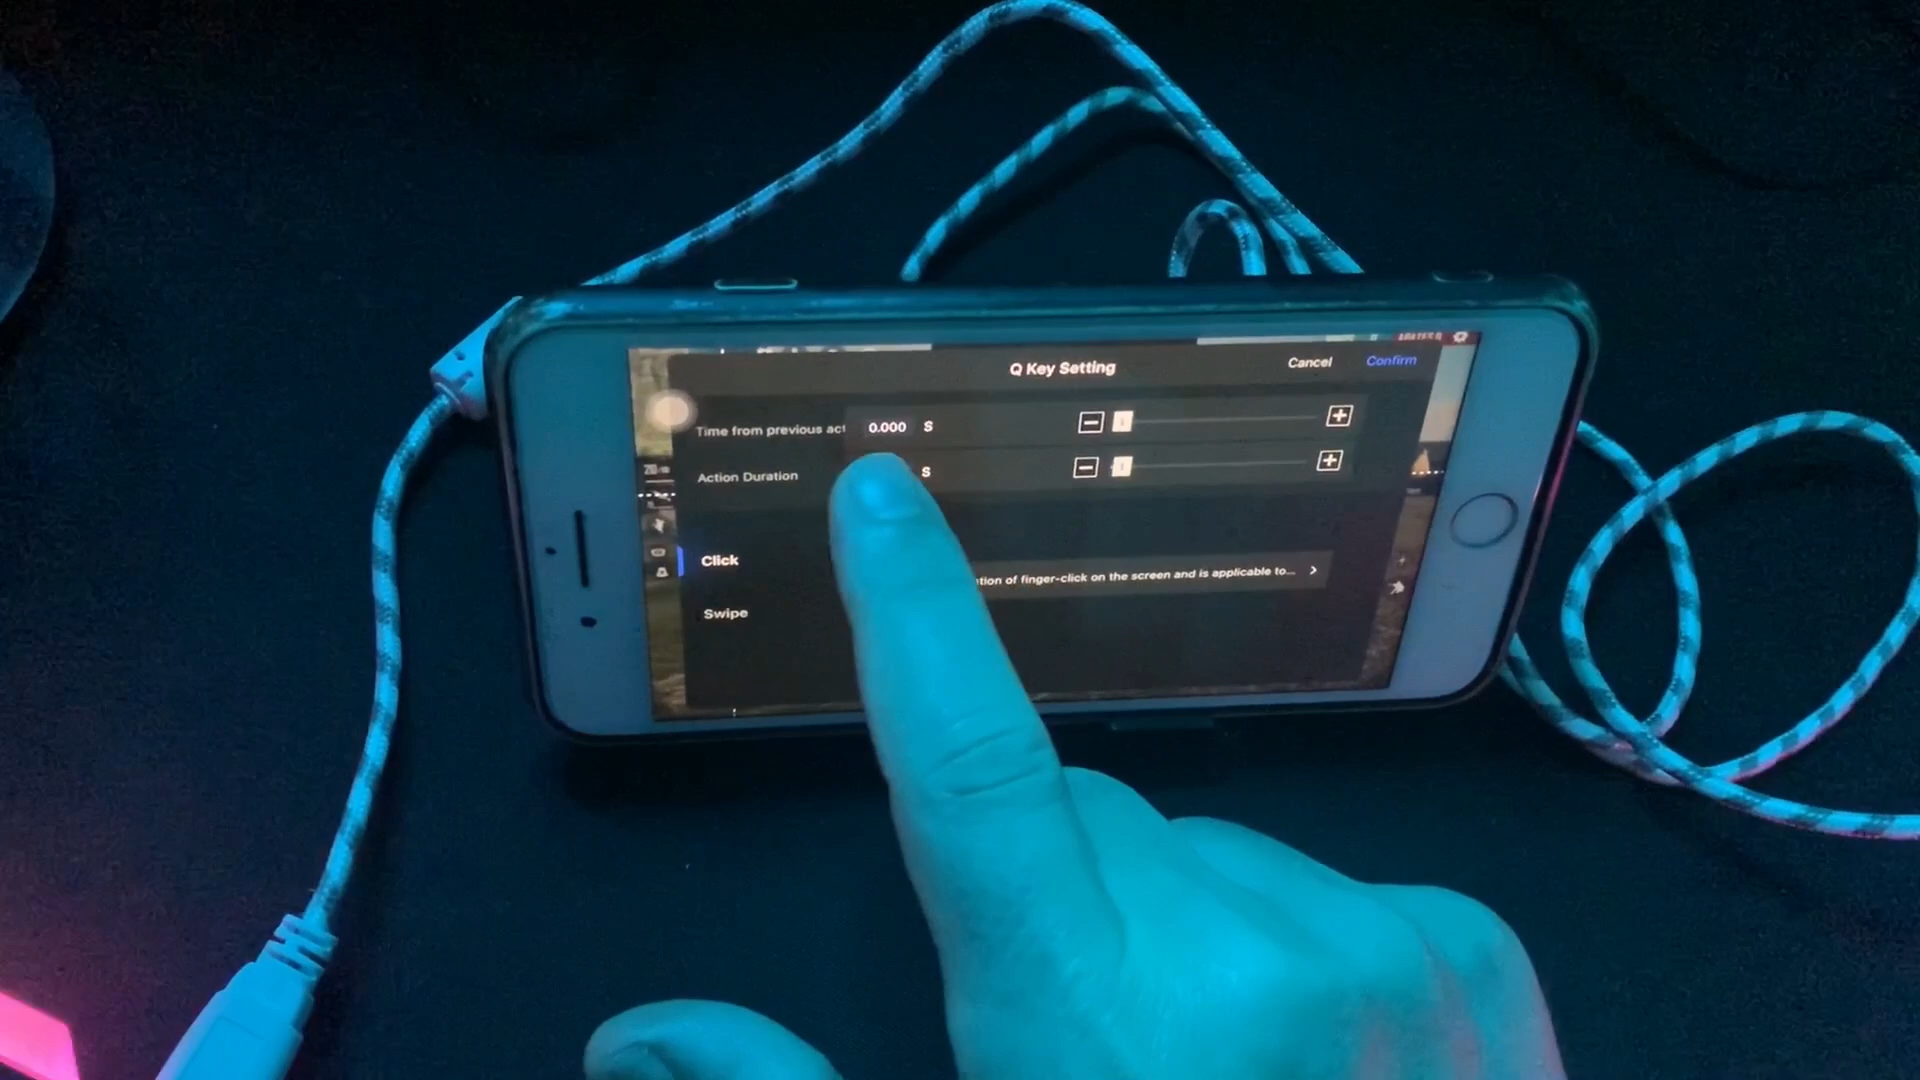 Q Key Setting
Cancel
Confirm
Time from previous act
0.000 S
Action Duration
S
Click
tion of finger-click on the screen and is applicable to...
Swipe